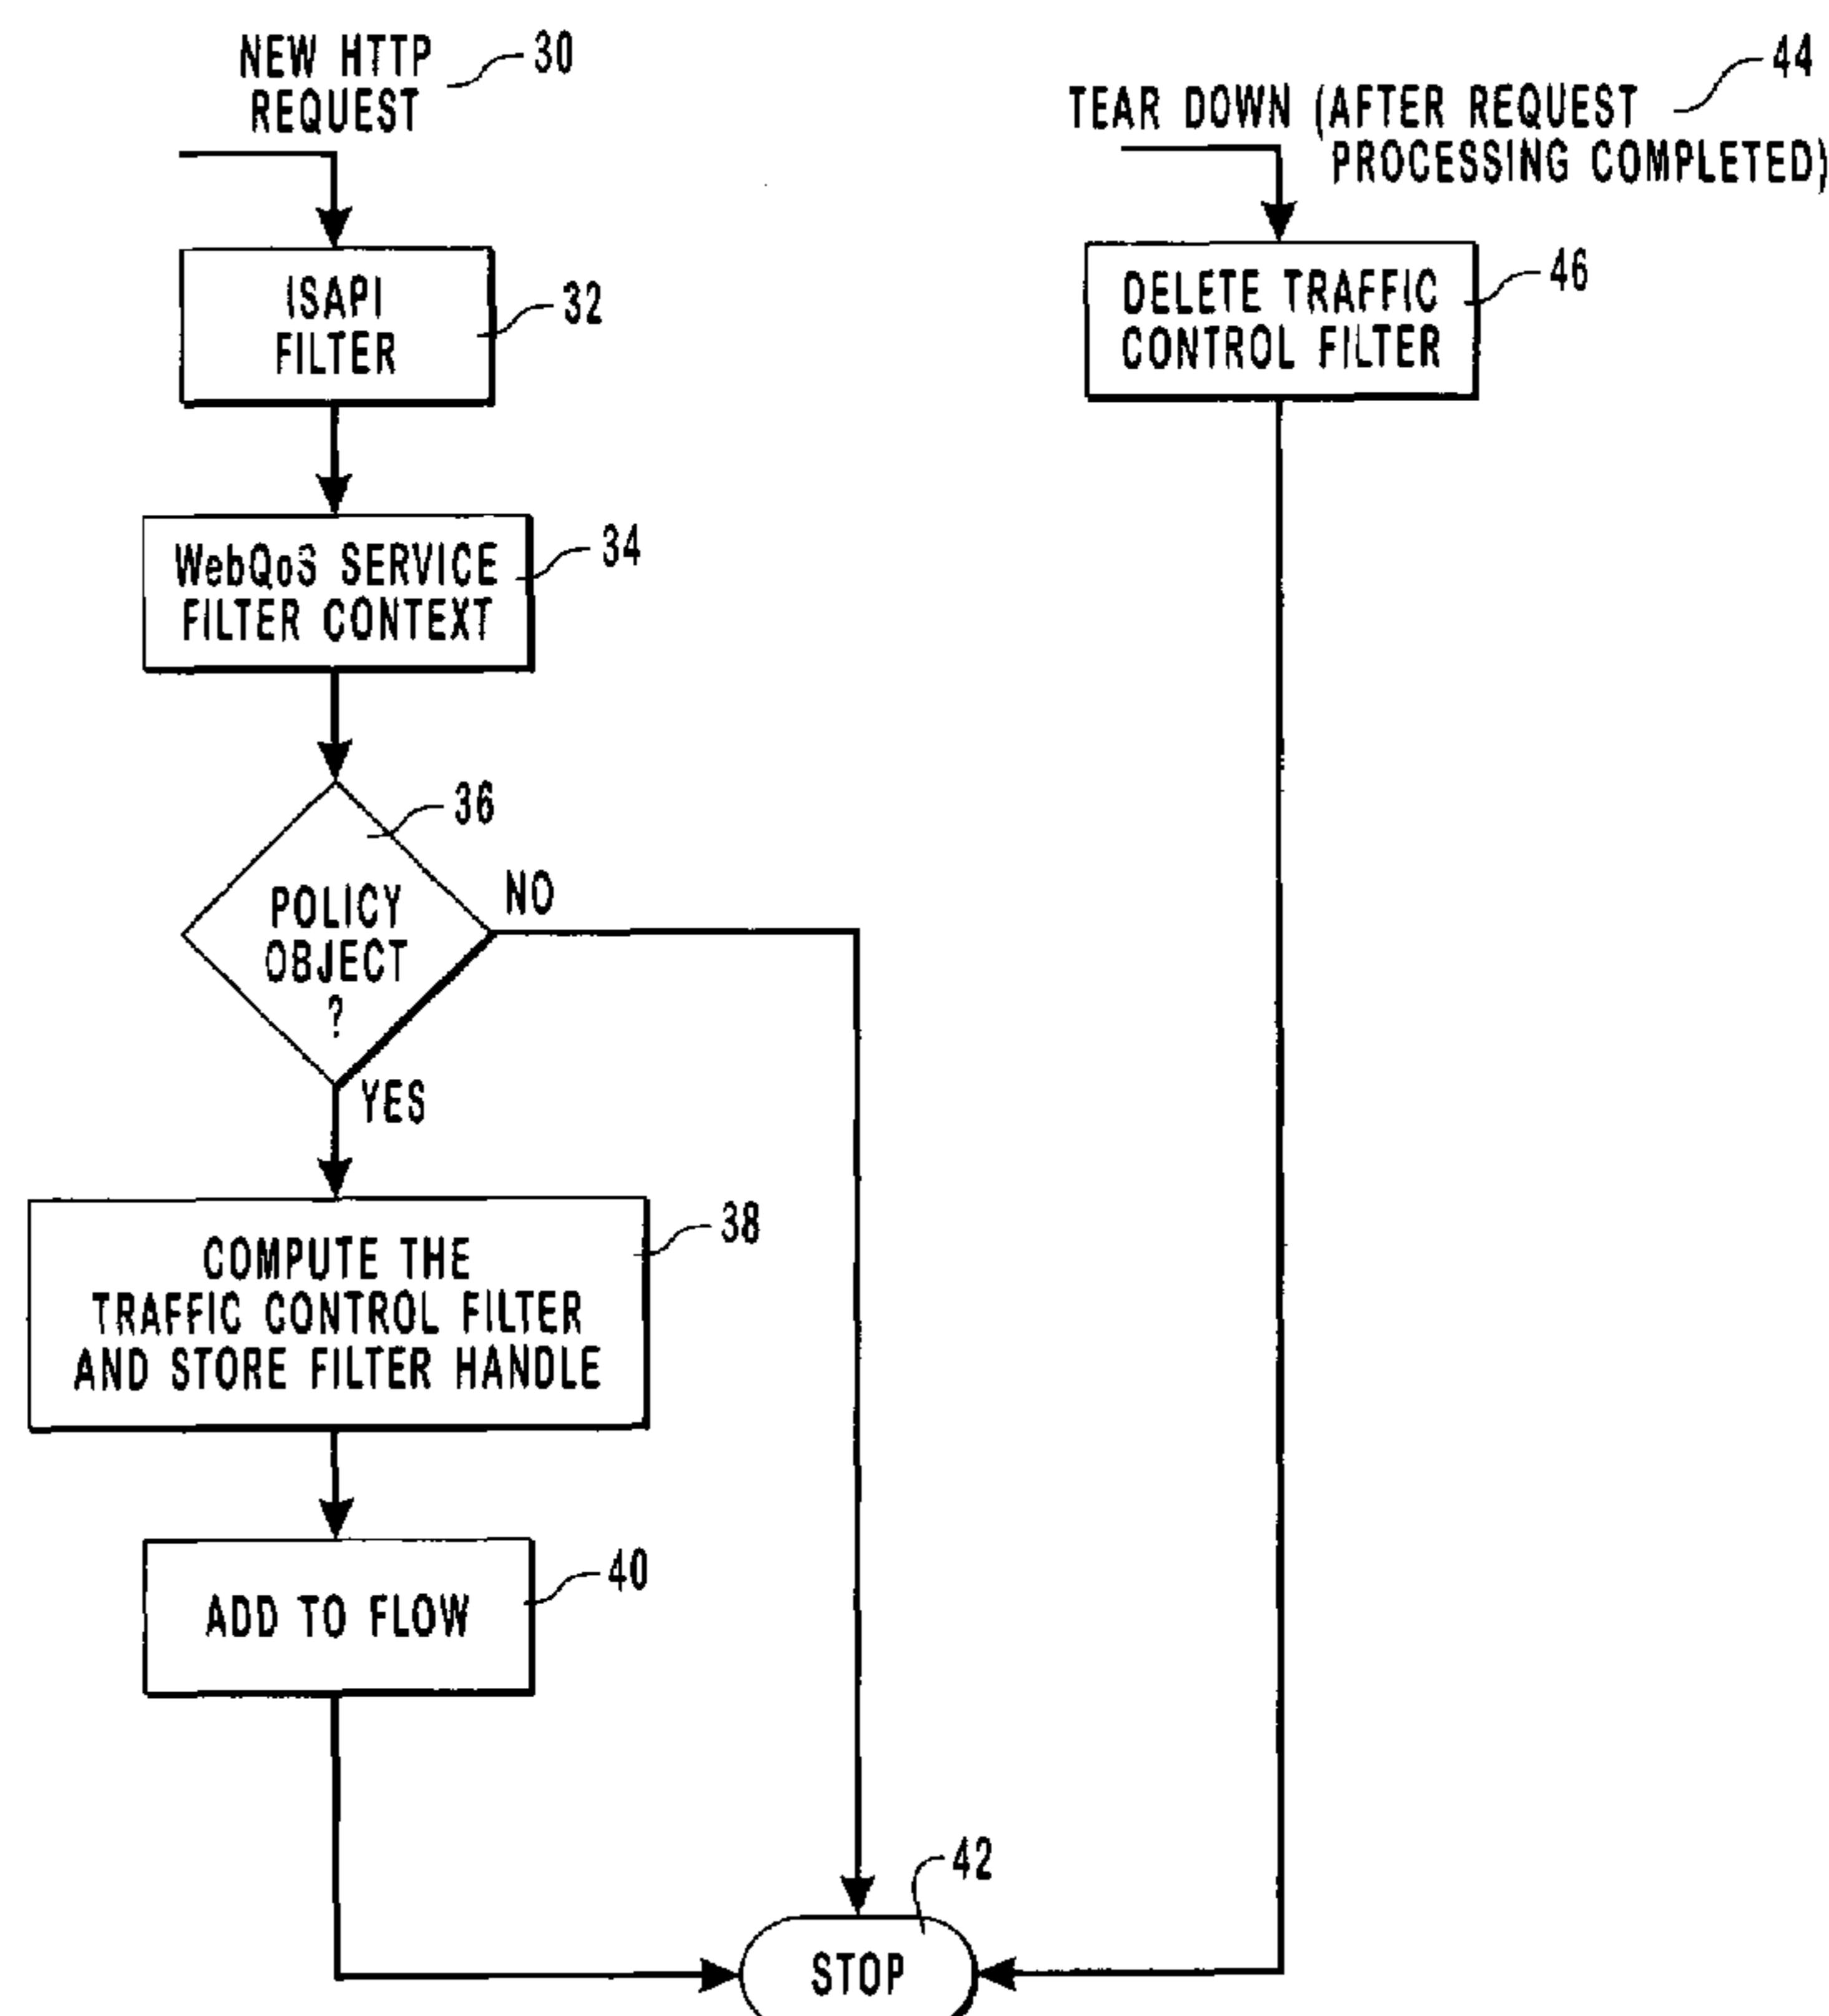 NEW HTTP
REQUEST
30
ISAPI
FILTER
32
WebQoS SERVICE
FILTER CONTEXT
34
36
POLICY
OBJECT
?
NO
YES
COMPUTE THE
TRAFFIC CONTROL FILTER
AND STORE FILTER HANDLE
38
ADD TO FLOW
40
42
STOP
44
TEAR DOWN (AFTER REQUEST
PROCESSING COMPLETED)
DELETE TRAFFIC
CONTROL FILTER
46